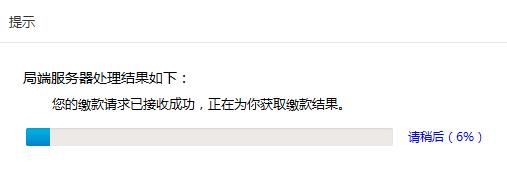 提示
局端服务器处理结果如下：
您的缴款请求已接收成功，正在为你获取缴款结果。
请稍后（6%）